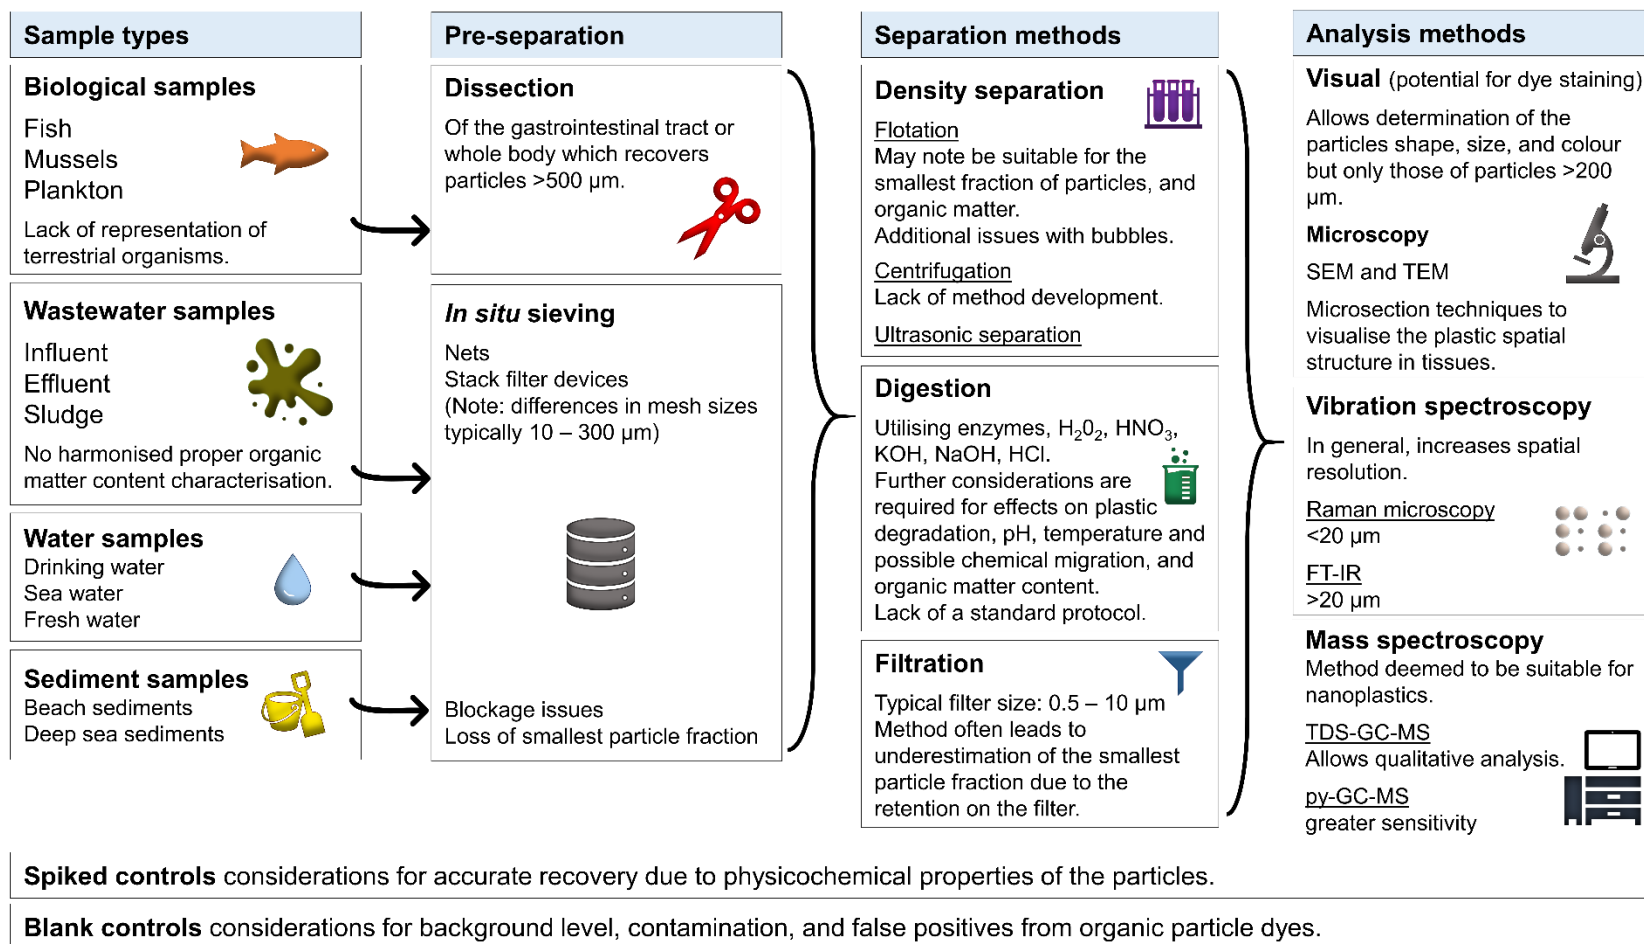 Sample types
Biological samples
Fish
Mussels
Plankton
Lack of representation of
terrestrial organisms.
Wastewater samples
Influent
Effluent
Sludge
No harmonised proper organic
matter content characterisation.
Water samples
Drinking water
Sea water
Fresh water
Sediment samples
Beach sediments
Deep sea sediments
Pre-separation
Dissection
Of the gastrointestinal tract or
whole body which recovers
particles >500 µm.
In situ sieving
Nets
Stack filter devices
(Note: differences in mesh sizes
typically 10 – 300 µm)
Blockage issues
Loss of smallest particle fraction
Separation methods
Density separation
Flotation
May note be suitable for the
smallest fraction of particles, and
organic matter.
Additional issues with bubbles.
Centrifugation
Lack of method development.
Ultrasonic separation
Digestion
Utilising enzymes, H₂0₂, HNO₃,
KOH, NaOH, HCl.
Further considerations are
required for effects on plastic
degradation, pH, temperature and
possible chemical migration, and
organic matter content.
Lack of a standard protocol.
Filtration
Typical filter size: 0.5 – 10 µm
Method often leads to
underestimation of the smallest
particle fraction due to the
retention on the filter.
Analysis methods
Visual (potential for dye staining)
Allows determination of the
particles shape, size, and colour
but only those of particles >200
µm.
Microscopy
SEM and TEM
Microsection techniques to
visualise the plastic spatial
structure in tissues.
Vibration spectroscopy
In general, increases spatial
resolution.
Raman microscopy
<20 µm
FT-IR
>20 µm
Mass spectroscopy
Method deemed to be suitable for
nanoplastics.
TDS-GC-MS
Allows qualitative analysis.
py-GC-MS
greater sensitivity
Spiked controls considerations for accurate recovery due to physicochemical properties of the particles.
Blank controls considerations for background level, contamination, and false positives from organic particle dyes.